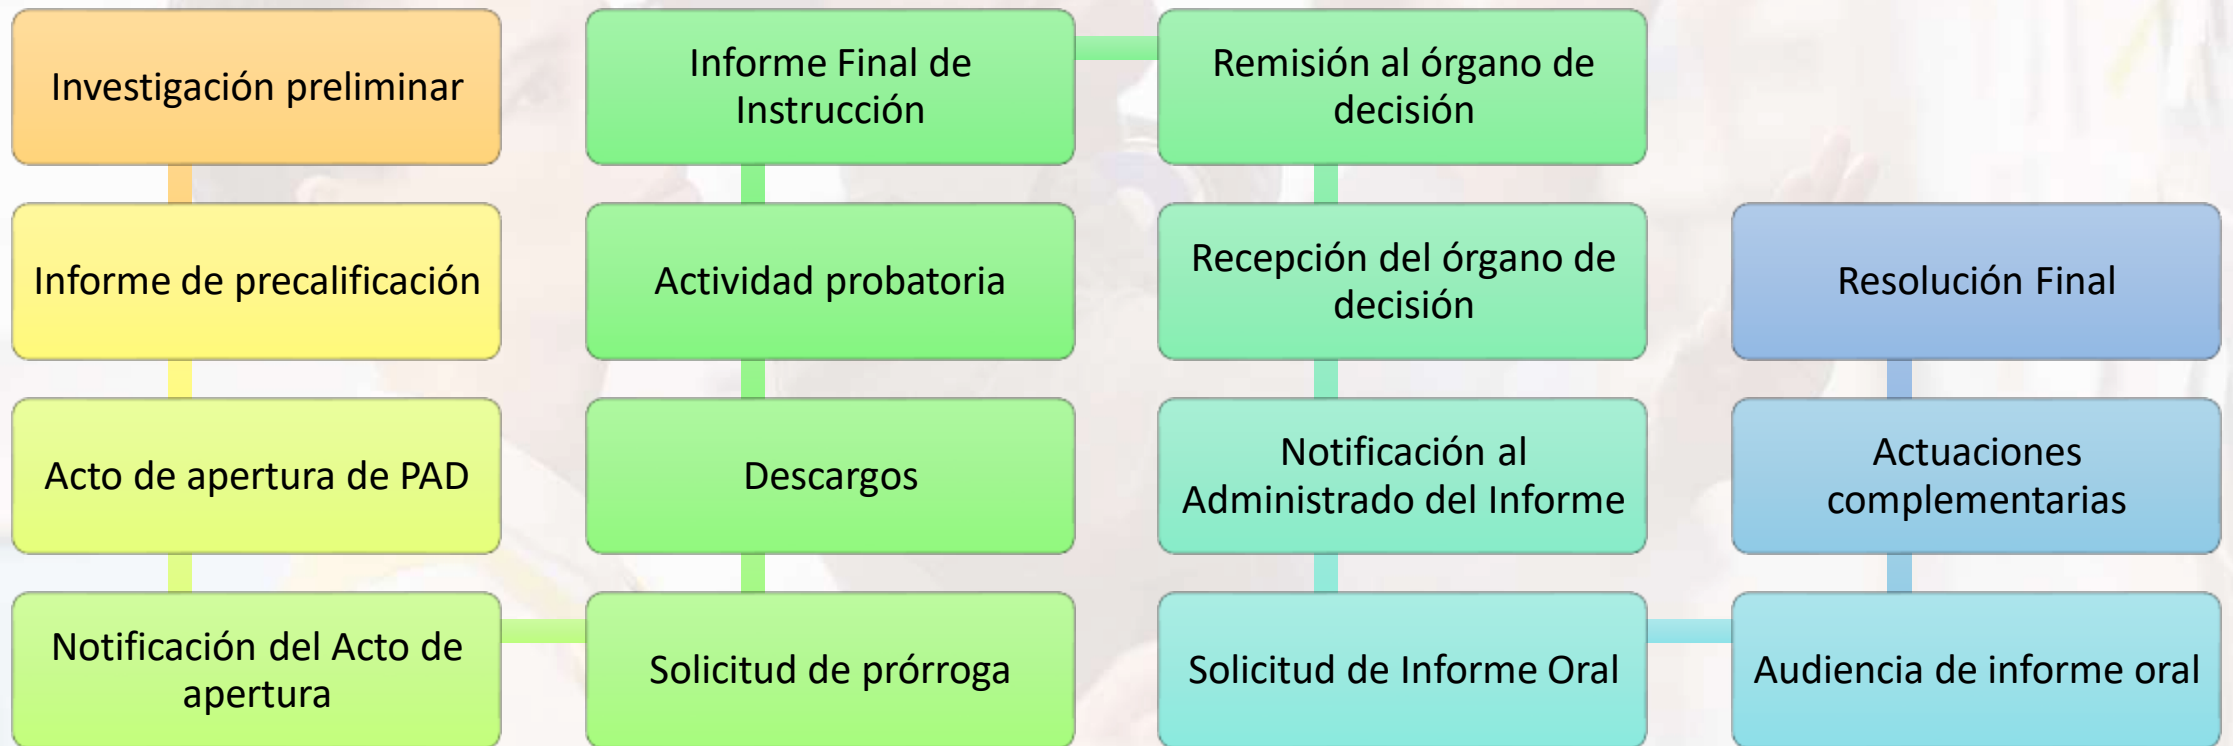 Investigación preliminar
Informe de precalificación
Acto de apertura de PAD
Notificación del Acto de
apertura
Solicitud de prórroga
Descargos
Actividad probatoria
Informe Final de
Instrucción
Remisión al órgano de
decisión
Recepción del órgano de
decisión
Notificación al
Administrado del Informe
Solicitud de Informe Oral
Audiencia de informe oral
Actuaciones
complementarias
Resolución Final